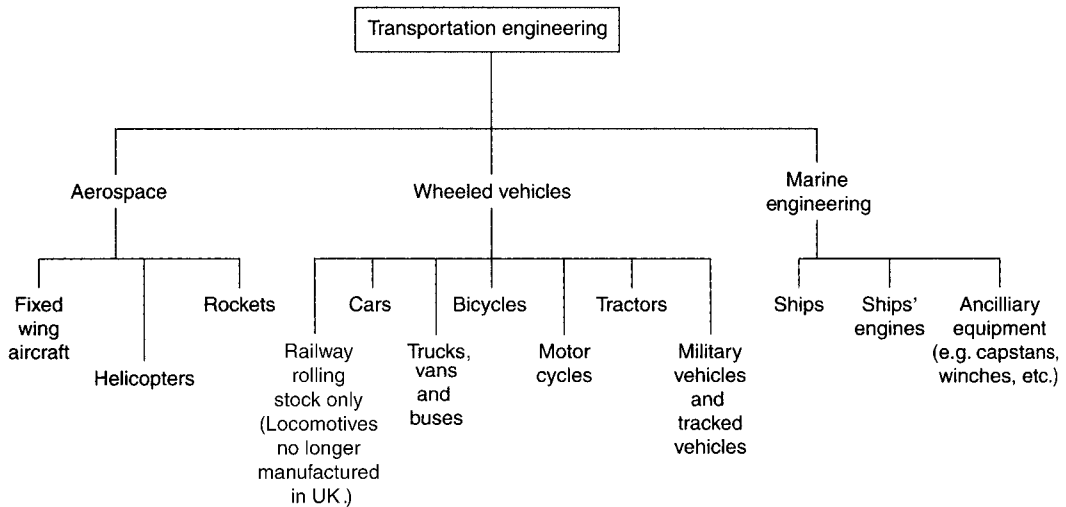 Transportation engineering
Aerospace
Wheeled vehicles
Marine
engineering
Fixed
wing
aircraft
Helicopters
Rockets
Railway
rolling
stock only
(Locomotives
no longer
manufactured
in UK.)
Cars
Trucks,
vans
and
buses
Bicycles
Motor
cycles
Tractors
Military
vehicles
and
tracked
vehicles
Ships
Ships'
engines
Ancilliary
equipment
(e.g. capstans,
winches, etc.)